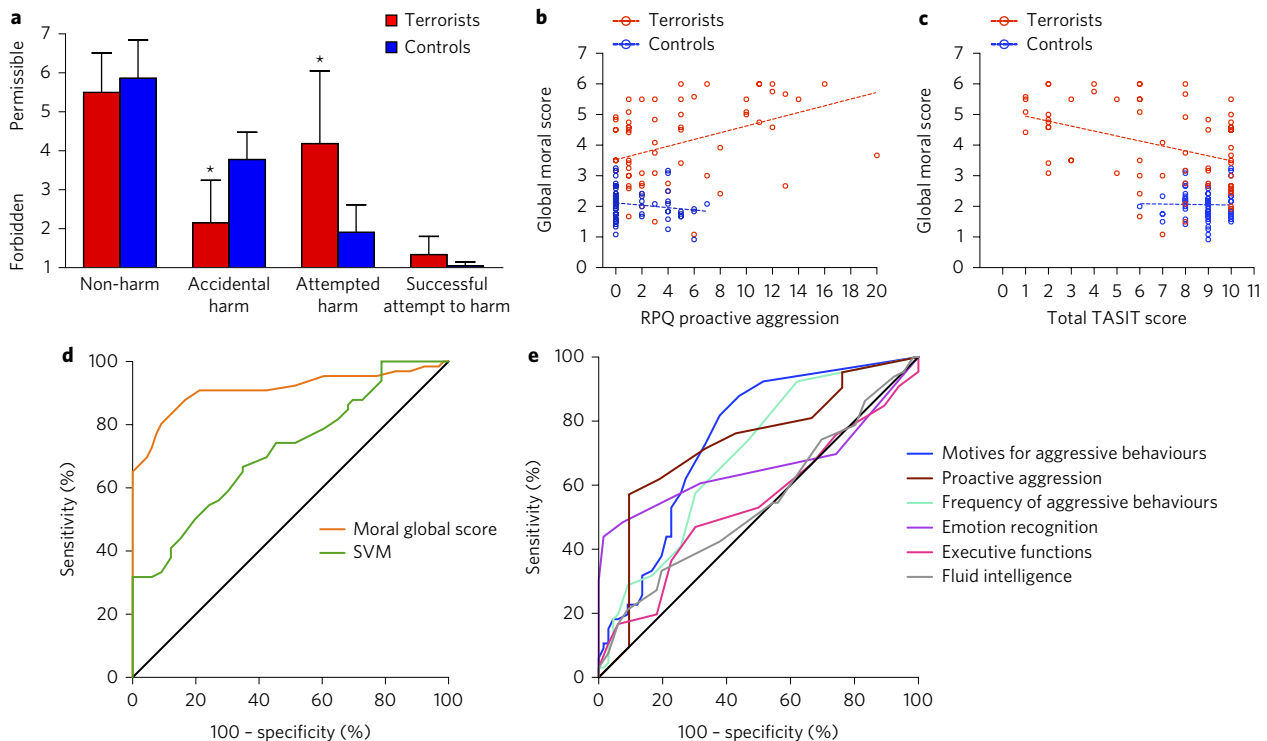 a
Terrorists
Controls
Permissible
Forbidden
7
6
5
4
3
2
1
*
*
Non-harm
Accidental
harm
Attempted
harm
Successful
attempt to harm
b
Terrorists
Controls
Global moral score
7
6
5
4
3
2
1
0
0 1 2 4 6 8 10 12 14 16 18 20
RPQ proactive aggression
c
Terrorists
Controls
Global moral score
7
6
5
4
3
2
1
0
0 1 2 3 4 5 6 7 8 9 10 11
Total TASIT score
d
Sensitivity (%)
100
80
60
40
20
0
Moral global score
SVM
0 20 40 60 80 100
100 – specificity (%)
e
Sensitivity (%)
100
80
60
40
20
0
0 20 40 60 80 100
100 – specificity (%)
Motives for aggressive behaviours
Proactive aggression
Frequency of aggressive behaviours
Emotion recognition
Executive functions
Fluid intelligence